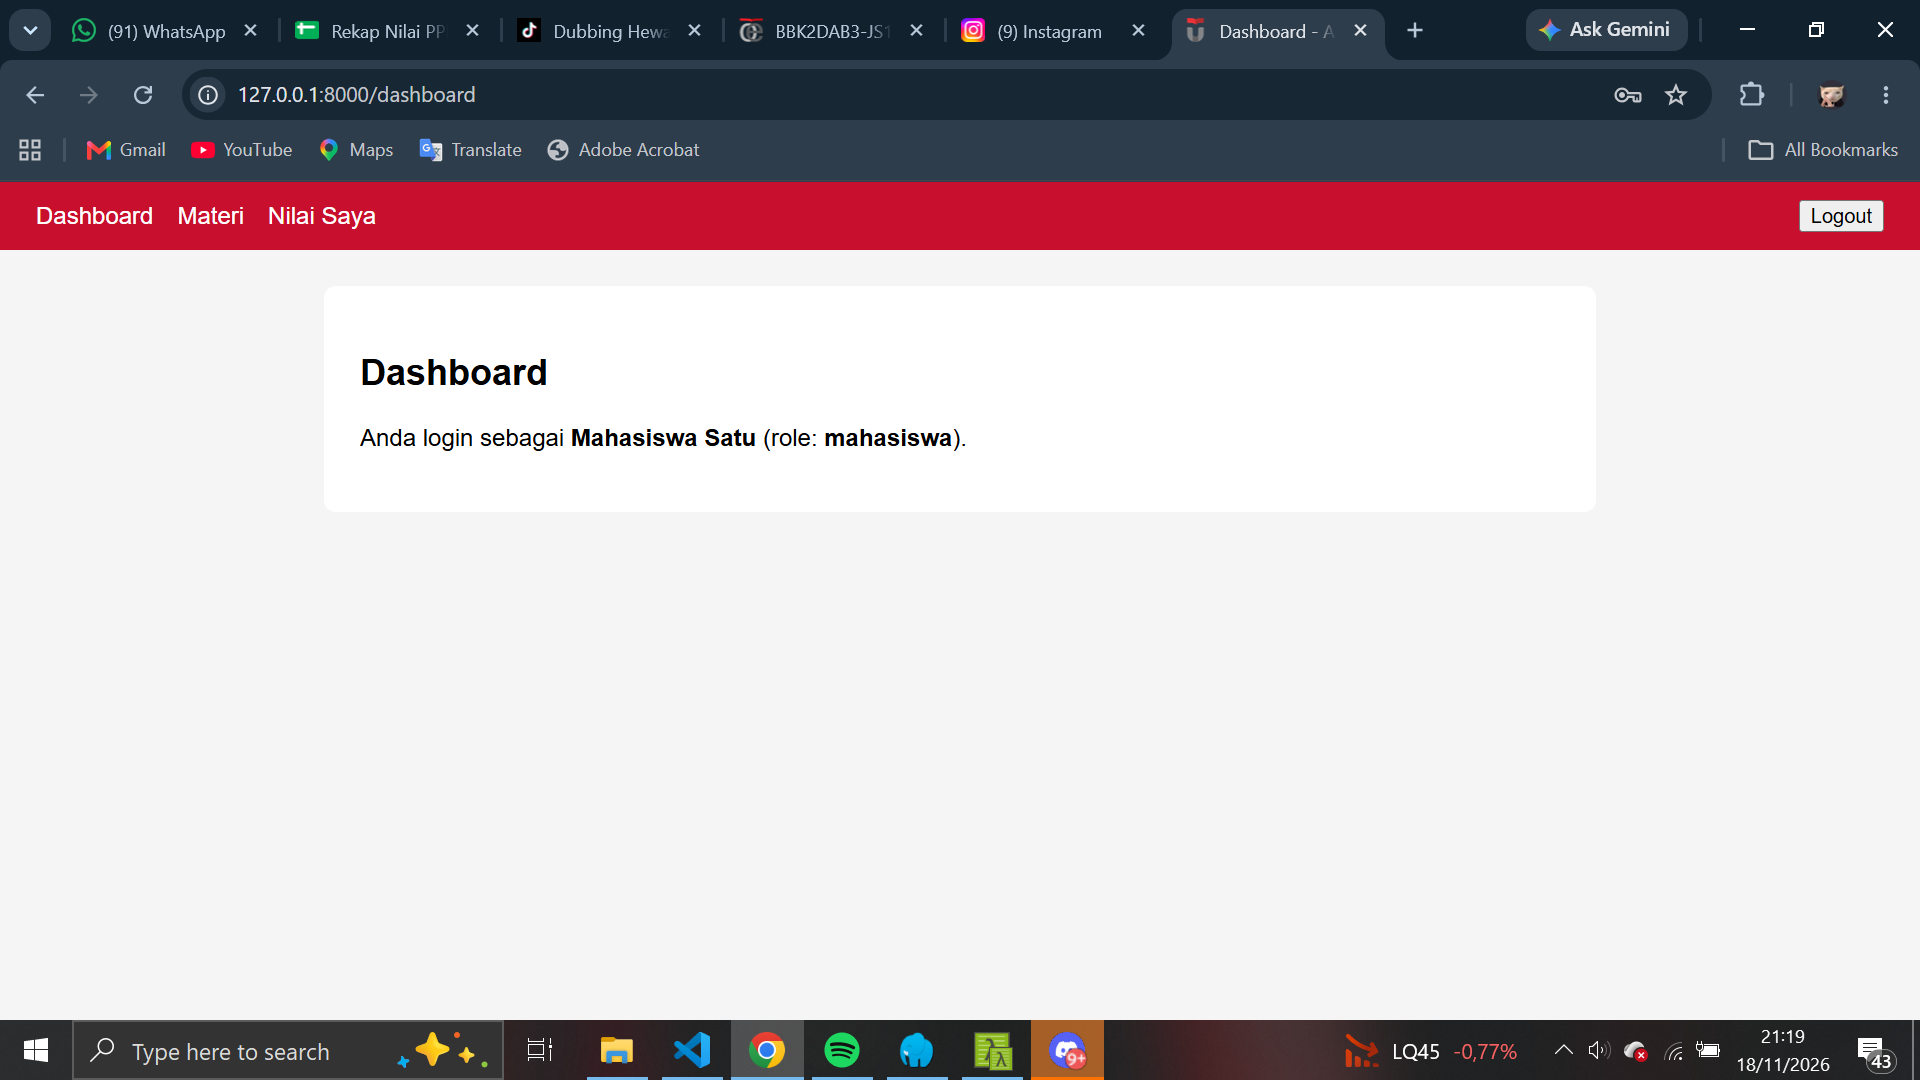 (91) WhatsApp
Rekap Nilai PP
Dubbing Hewa
BBK2DAB3-JS1
(9) Instagram
Dashboard - A
Ask Gemini
127.0.0.1:8000/dashboard
Gmail
YouTube
Maps
Translate
Adobe Acrobat
All Bookmarks
Dashboard
Materi
Nilai Saya
Logout
Dashboard
Anda login sebagai Mahasiswa Satu (role: mahasiswa).
Type here to search
9+
LQ45
-0,77%
21:19
18/11/2026
43